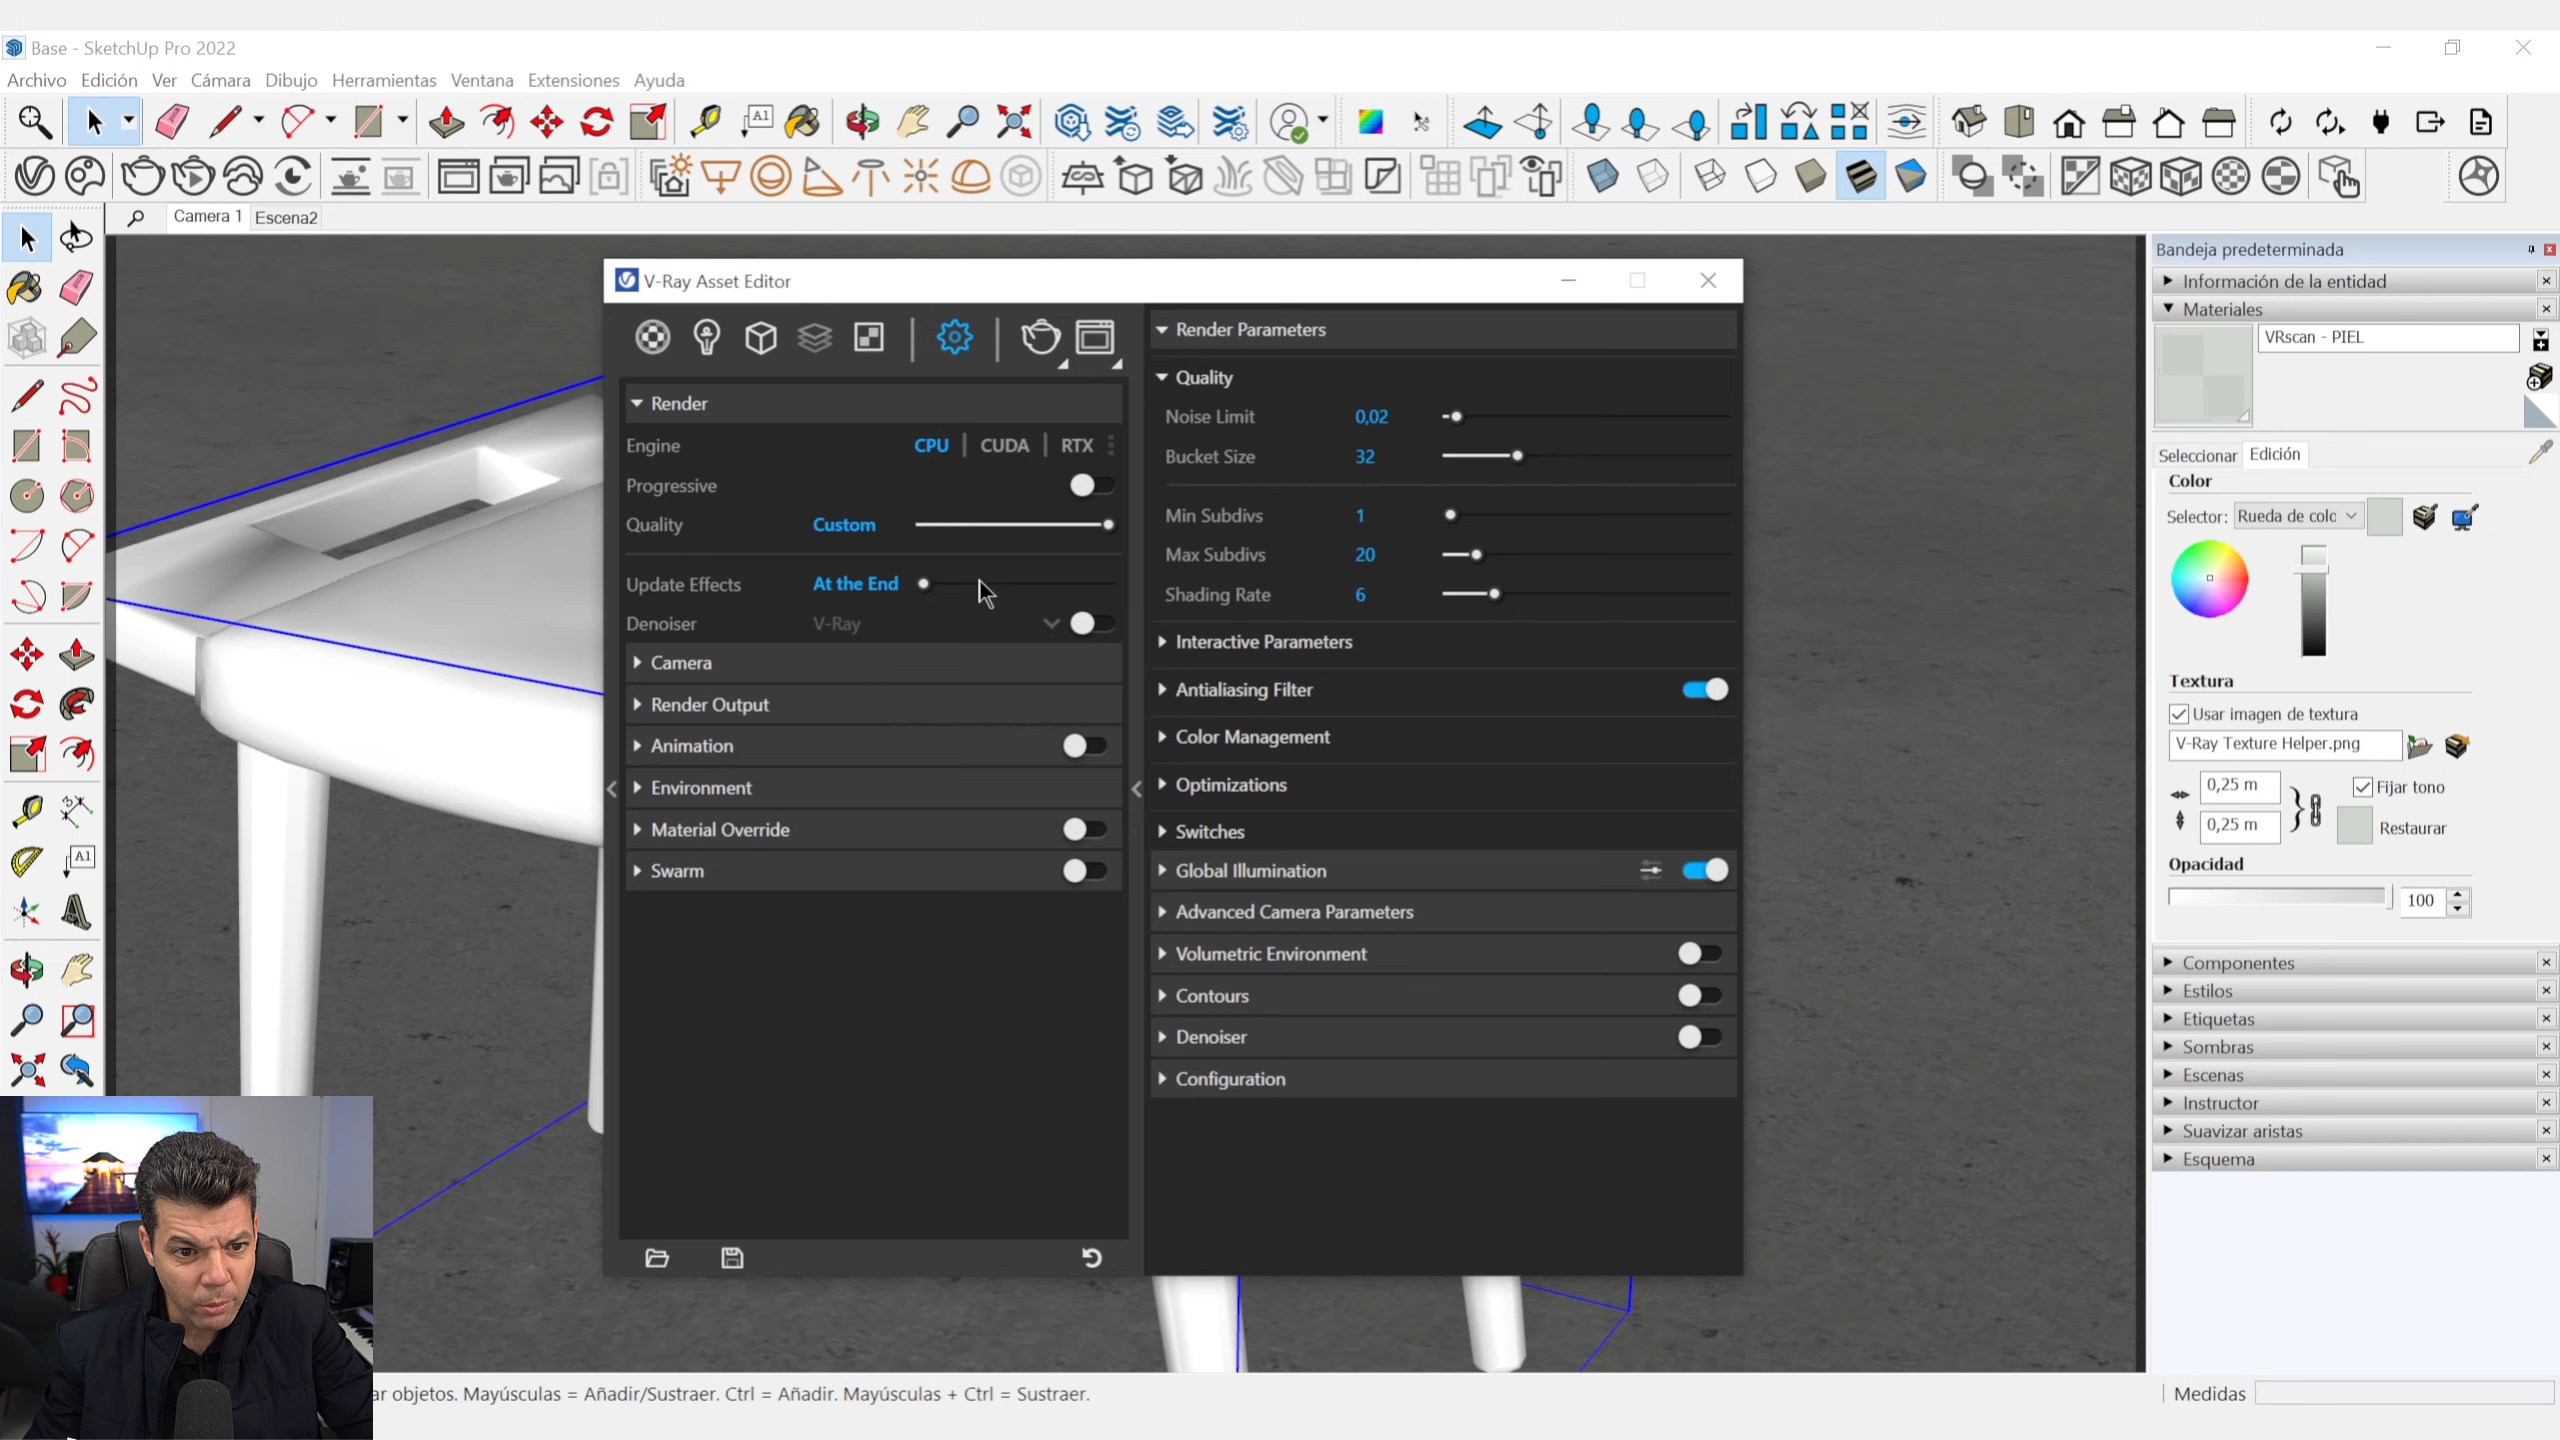 Base - SketchUp Pro 2022
Archivo Edición Ver Cámara Dibujo Herramientas Ventana Extensiones Ayuda
Camera 1 Escena2
V-Ray Asset Editor
Render
Engine CPU CUDA RTX
Progressive
Quality Custom
Update Effects At the End
Denoiser V-Ray
Camera
Render Output
Animation
Environment
Material Override
Swarm
Render Parameters
Quality
Noise Limit 0,02
Bucket Size 32
Min Subdivs 1
Max Subdivs 20
Shading Rate 6
Interactive Parameters
Antialiasing Filter
Color Management
Optimizations
Switches
Global Illumination
Advanced Camera Parameters
Volumetric Environment
Contours
Denoiser
Configuration
Bandeja predeterminada
Información de la entidad
Materiales
VRscan - PIEL
Seleccionar Edición
Color
Selector: Rueda de colo
Textura
Usar imagen de textura
V-Ray Texture Helper.png
0,25 m Fijar tono
0,25 m Restaurar
Opacidad
100
Componentes
Estilos
Etiquetas
Sombras
Escenas
Instructor
Suavizar aristas
Esquema
ar objetos. Mayúsculas = Añadir/Sustraer. Ctrl = Añadir. Mayúsculas + Ctrl = Sustraer.
Medidas